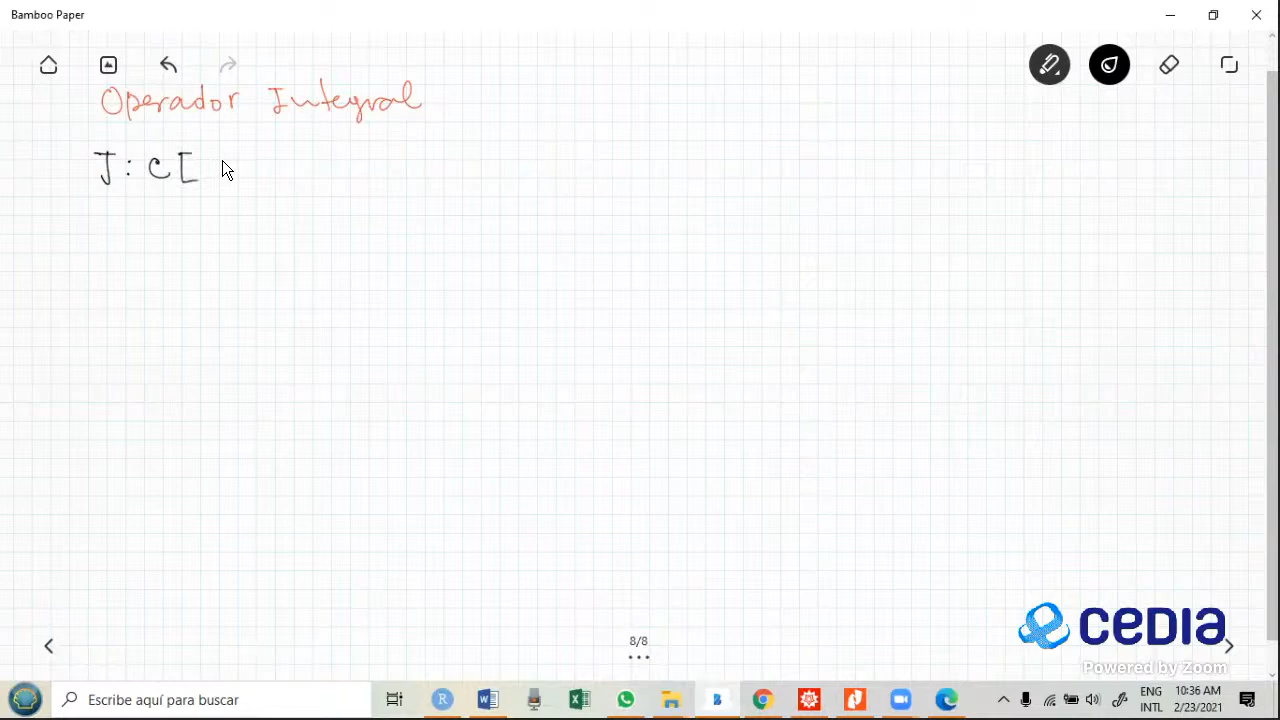 Bamboo Paper
Operador Integral
J: C[
8/8
CEDIA
Powered by Zoom
Escribe aquí para buscar
ENG 10:36 AM
INTL 2/23/2021